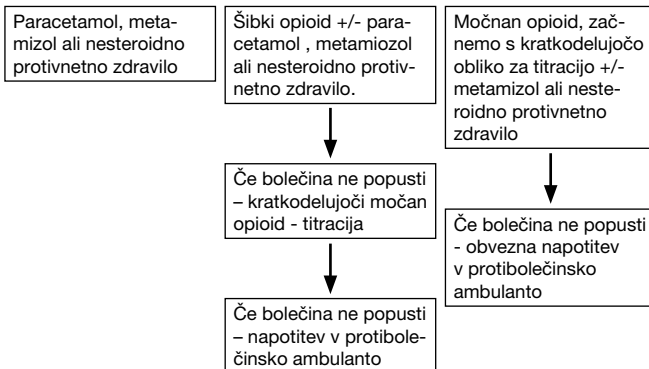 Paracetamol, meta-
mizol ali nesteroidno
protivnetno zdravilo
Šibki opioid +/- para-
cetamol , metamiozol
ali nesteroidno protiv-
netno zdravilo.
Močnan opioid, zač-
nemo s kratkodelujočo
obliko za titracijo +/-
metamizol ali neste-
roidno protivnetno
zdravilo
Če bolečina ne popusti
– kratkodelujoči močan
opioid - titracija
Če bolečina ne popusti
- obvezna napotitev
v protibolečinsko
ambulanto
Če bolečina ne popusti
– napotitev v protibole-
činsko ambulanto